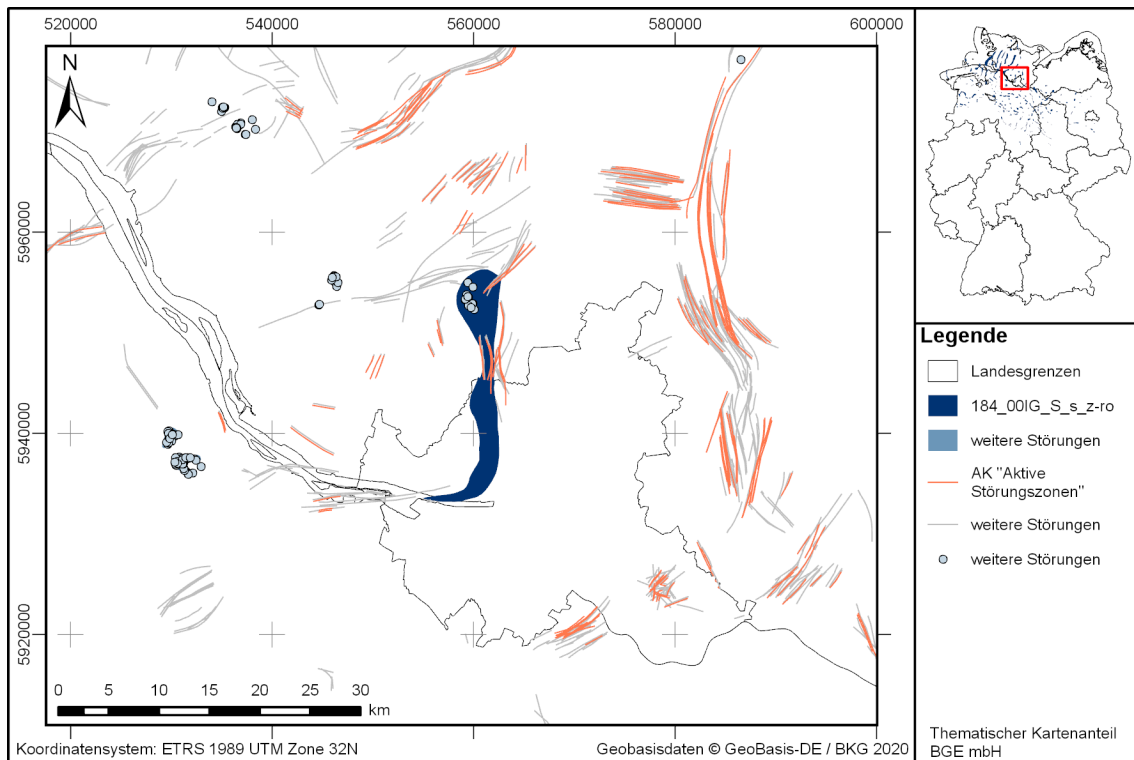 520000
540000
560000
580000
600000
N
5960000
5940000
5920000
0
5
10
15
20
25
30
km
Koordinatensystem: ETRS 1989 UTM Zone 32N
Geobasisdaten © GeoBasis-DE / BKG 2020
Legende
Landesgrenzen
184_00IG_S_s_z-ro
weitere Störungen
AK "Aktive
Störungszonen"
weitere Störungen
weitere Störungen
Thematischer Kartenanteil
BGE mbH